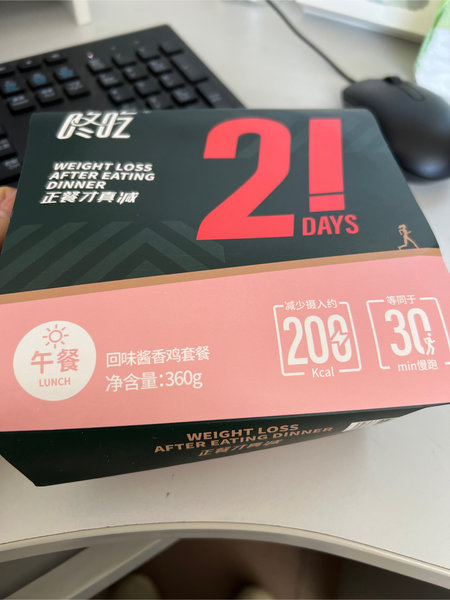 咚吃
WEIGHT LOSS
AFTER EATING
DINNER
正餐才真减
21
DAYS
午餐
LUNCH
回味酱香鸡套餐
净含量:360g
减少摄入约
200
Kcal
等同于
30
min慢跑
WEIGHT LOSS
AFTER EATING DINNER
正餐才真减